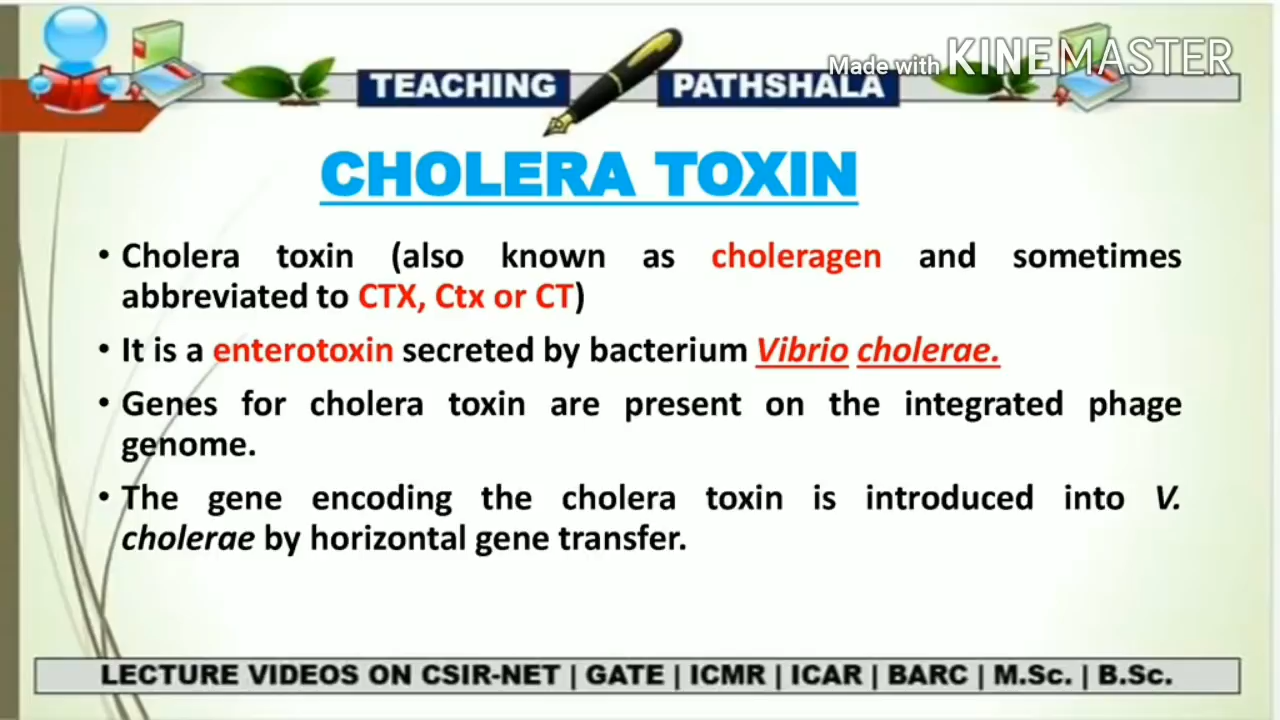 Made with KINEMASTER
TEACHING PATHSHALA
CHOLERA TOXIN
• Cholera toxin (also known as choleragen and sometimes
abbreviated to CTX, Ctx or CT)
• It is a enterotoxin secreted by bacterium Vibrio cholerae.
• Genes for cholera toxin are present on the integrated phage
genome.
• The gene encoding the cholera toxin is introduced into V.
cholerae by horizontal gene transfer.
LECTURE VIDEOS ON CSIR-NET | GATE | ICMR | ICAR | BARC | M.Sc. | B.Sc.